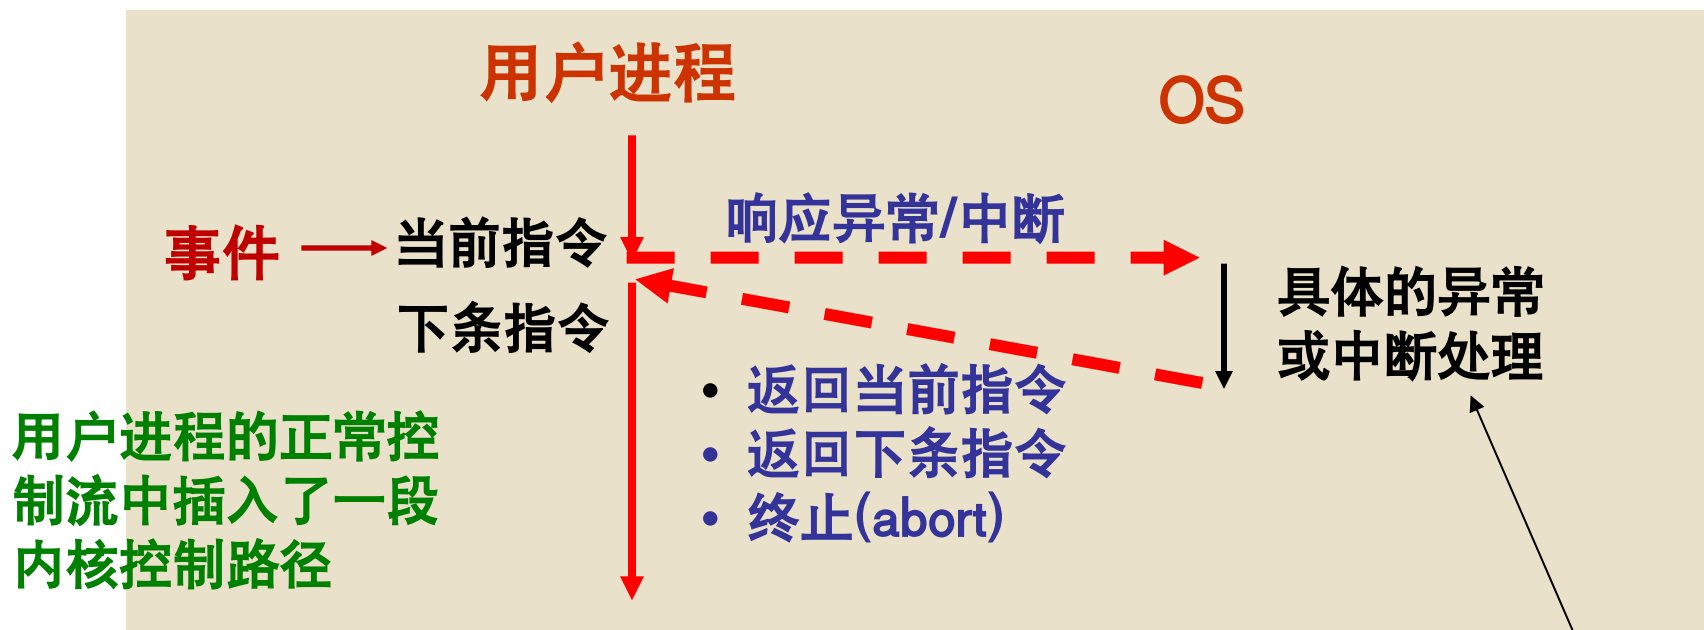 用户进程
OS
响应异常/中断
事件
当前指令
下条指令
具体的异常
或中断处理
• 返回当前指令
• 返回下条指令
• 终止(abort)
用户进程的正常控
制流中插入了一段
内核控制路径